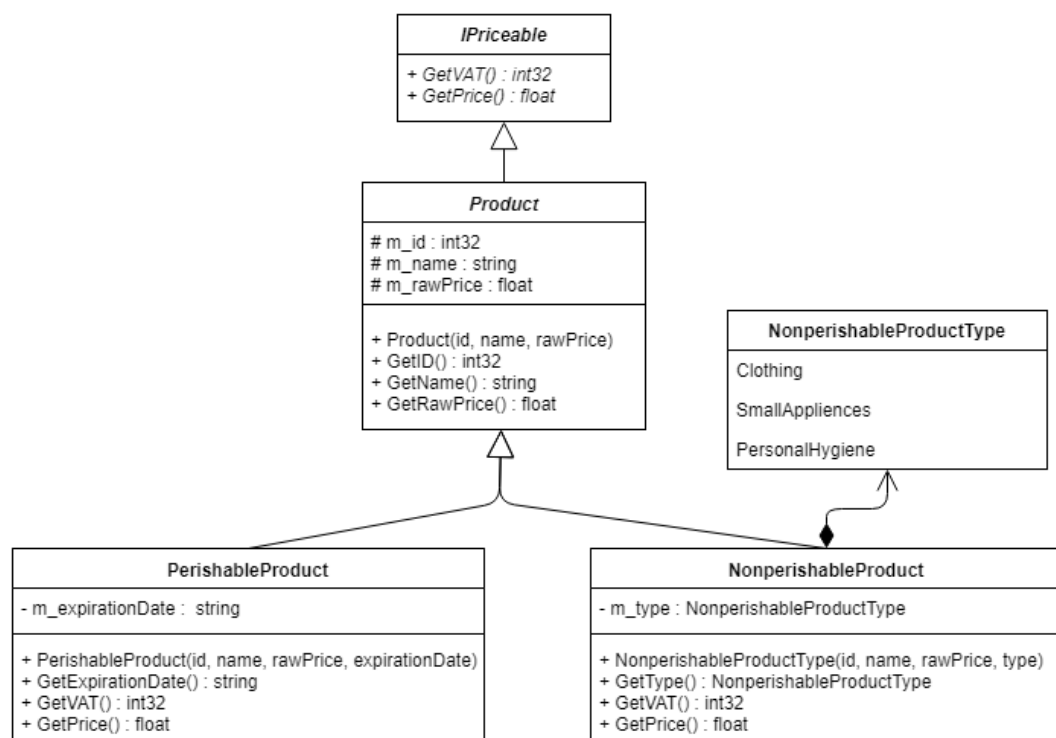 IPriceable
+ GetVAT() : int32
+ GetPrice() : float
Product
# m_id : int32
# m_name : string
# m_rawPrice : float
+ Product(id, name, rawPrice)
+ GetID() : int32
+ GetName() : string
+ GetRawPrice() : float
NonperishableProductType
Clothing
SmallAppliences
PersonalHygiene
PerishableProduct
- m_expirationDate : string
+ PerishableProduct(id, name, rawPrice, expirationDate)
+ GetExpirationDate() : string
+ GetVAT() : int32
+ GetPrice() : float
NonperishableProduct
- m_type : NonperishableProductType
+ NonperishableProductType(id, name, rawPrice, type)
+ GetType() : NonperishableProductType
+ GetVAT() : int32
+ GetPrice() : float